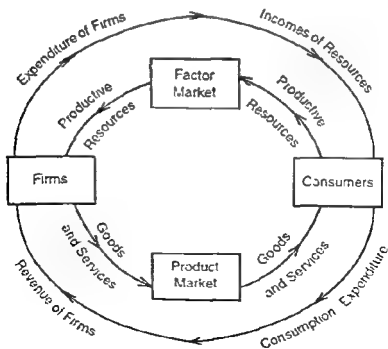 Expenditure of Firms
Incomes of Resources
Factor
Market
Productive
Resources
Productive
Resources
Firms
Consumers
Goods
and Services
Goods
and Services
Product
Market
Revenue of Firms
Consumption Expenditure